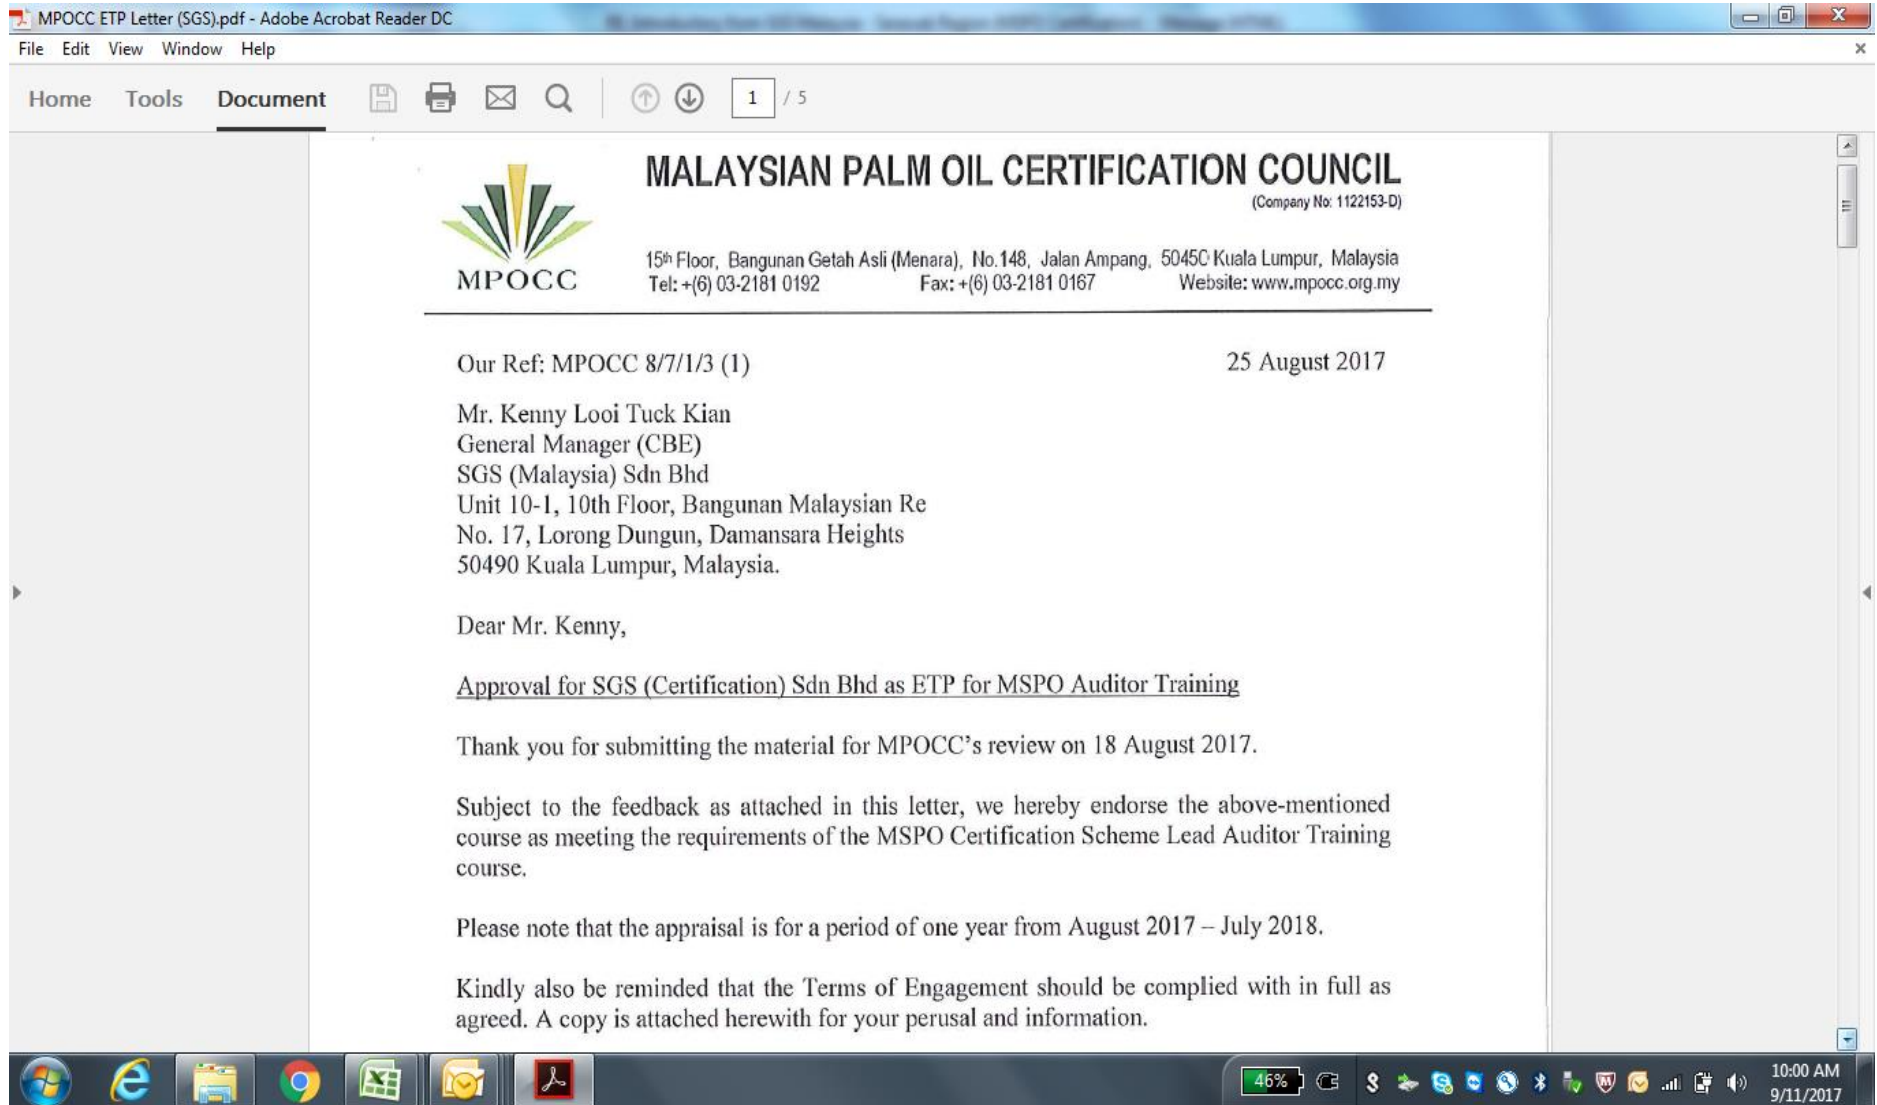 MPOCC ETP Letter (SGS).pdf - Adobe Acrobat Reader DC
File Edit View Window Help
Home Tools Document 1 / 5
MALAYSIAN PALM OIL CERTIFICATION COUNCIL
(Company No: 1122153-D)
MPOCC
15th Floor, Bangunan Getah Asli (Menara), No.148, Jalan Ampang, 50450 Kuala Lumpur, Malaysia
Tel: +(6) 03-2181 0192 Fax: +(6) 03-2181 0167 Website: www.mpocc.org.my
Our Ref: MPOCC 8/7/1/3 (1) 25 August 2017
Mr. Kenny Looi Tuck Kian
General Manager (CBE)
SGS (Malaysia) Sdn Bhd
Unit 10-1, 10th Floor, Bangunan Malaysian Re
No. 17, Lorong Dungun, Damansara Heights
50490 Kuala Lumpur, Malaysia.
Dear Mr. Kenny,
Approval for SGS (Certification) Sdn Bhd as ETP for MSPO Auditor Training
Thank you for submitting the material for MPOCC's review on 18 August 2017.
Subject to the feedback as attached in this letter, we hereby endorse the above-mentioned
course as meeting the requirements of the MSPO Certification Scheme Lead Auditor Training
course.
Please note that the appraisal is for a period of one year from August 2017 – July 2018.
Kindly also be reminded that the Terms of Engagement should be complied with in full as
agreed. A copy is attached herewith for your perusal and information.
46% 10:00 AM
9/11/2017